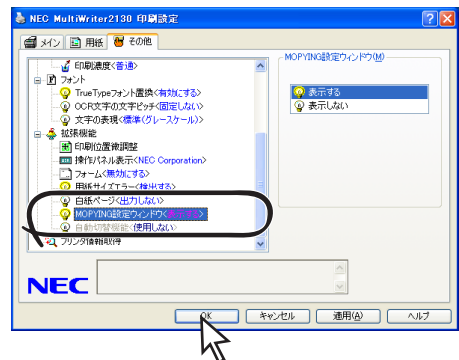 NEC MultiWriter2130 印刷設定
メイン 用紙 その他
印刷濃度<普通>
フォント
TrueTypeフォント置換<有効にする>
OCR文字の文字ピッチ<固定しない>
文字の表現<標準(グレースケール)>
拡張機能
印刷位置微調整
操作パネル表示<NEC Corporation>
フォーム<無効にする>
用紙サイズエラー<検出する>
白紙ページ<出力しない>
MOPYING設定ウィンドウ<表示する>
自動切替機能<使用しない>
プリンタ情報取得
MOPYING設定ウィンドウ(M)
表示する
表示しない
NEC
OK キャンセル 適用(A) ヘルプ